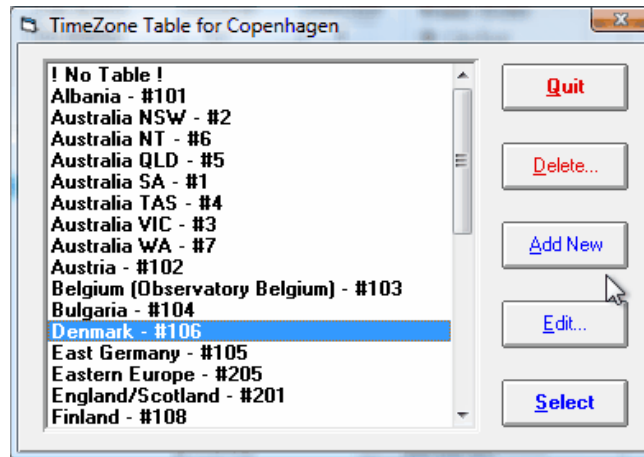 TimeZone Table for Copenhagen
! No Table !
Albania - #101
Australia NSW - #2
Australia NT - #6
Australia QLD - #5
Australia SA - #1
Australia TAS - #4
Australia VIC - #3
Australia WA - #7
Austria - #102
Belgium (Observatory Belgium) - #103
Bulgaria - #104
Denmark - #106
East Germany - #105
Eastern Europe - #205
England/Scotland - #201
Finland - #108
Quit
Delete...
Add New
Edit...
Select